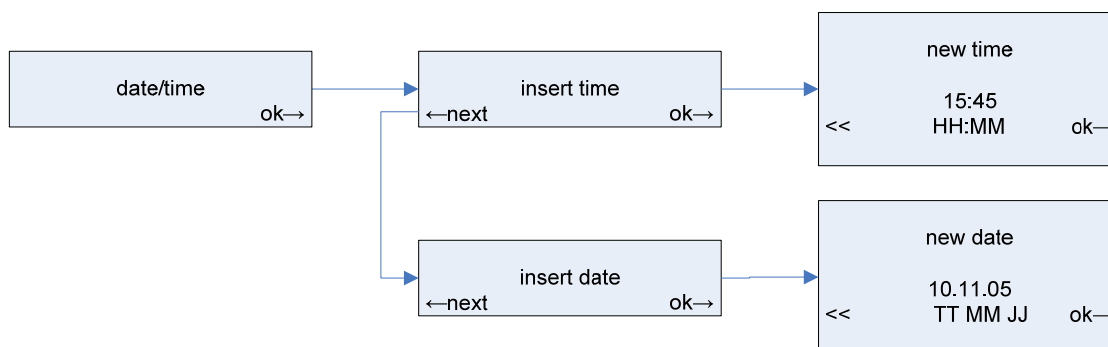 date/time
ok→
insert time
←next ok→
new time
15:45
<< HH:MM ok→
insert date
←next ok→
new date
10.11.05
<< TT MM JJ ok→